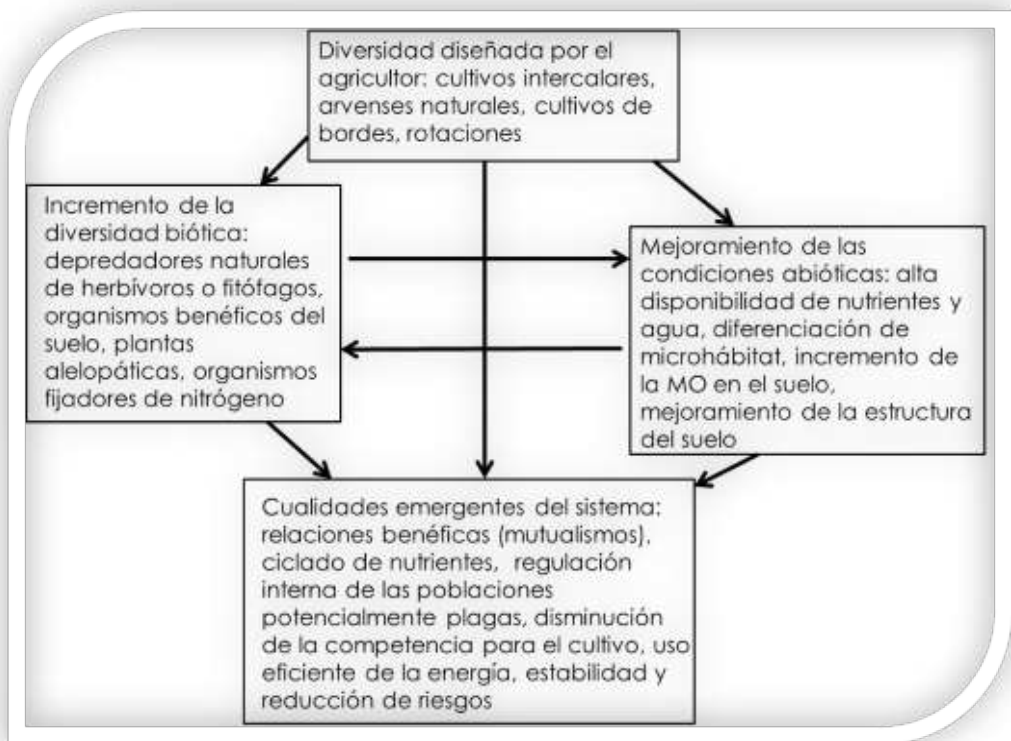 Diversidad diseñada por el
agricultor: cultivos intercalares,
arvenses naturales, cultivos de
bordes, rotaciones
Incremento de la
diversidad biótica:
depredadores naturales
de herbívoros o fitófagos,
organismos benéficos del
suelo, plantas
alelopáticas, organismos
fijadores de nitrógeno
Mejoramiento de las
condiciones abióticas: alta
disponibilidad de nutrientes y
agua, diferenciación de
microhábitat, incremento de
la MO en el suelo,
mejoramiento de la estructura
del suelo
Cualidades emergentes del sistema:
relaciones benéficas (mutualismos),
ciclado de nutrientes, regulación
interna de las poblaciones
potencialmente plagas, disminución
de la competencia para el cultivo, uso
eficiente de la energía, estabilidad y
reducción de riesgos